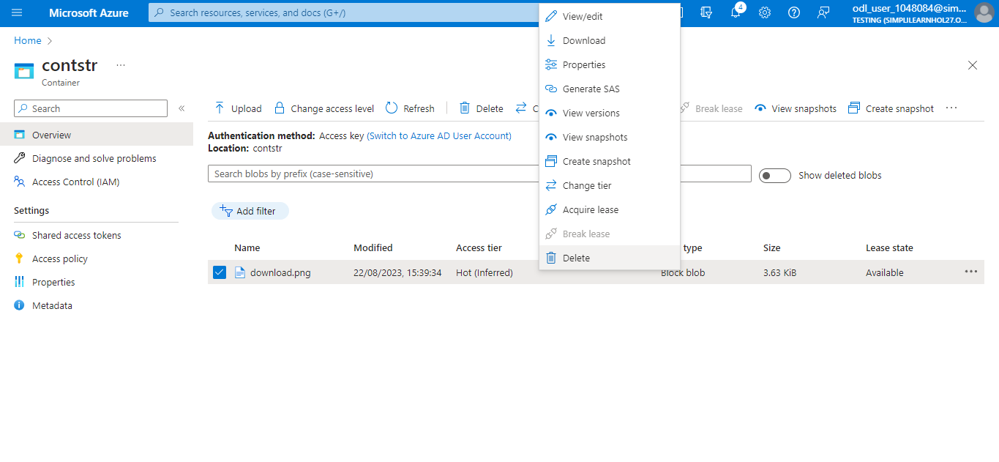 Microsoft Azure
Search resources, services, and docs (G+/)
4
odl_user_1048084@sim...
TESTING (SIMPLILEARNHOL27.O...
Home
contstr
...
Container
Search
Overview
Diagnose and solve problems
Access Control (IAM)
Settings
Shared access tokens
Access policy
Properties
Metadata
Upload
Change access level
Refresh
Delete
C
Break lease
View snapshots
Create snapshot
...
Authentication method: Access key (Switch to Azure AD User Account)
Location: contstr
Search blobs by prefix (case-sensitive)
Show deleted blobs
Add filter
Name Modified Access tier type Size Lease state
download.png 22/08/2023, 15:39:34 Hot (Inferred) Block blob 3.63 KiB Available ...
View/edit
Download
Properties
Generate SAS
View versions
View snapshots
Create snapshot
Change tier
Acquire lease
Break lease
Delete